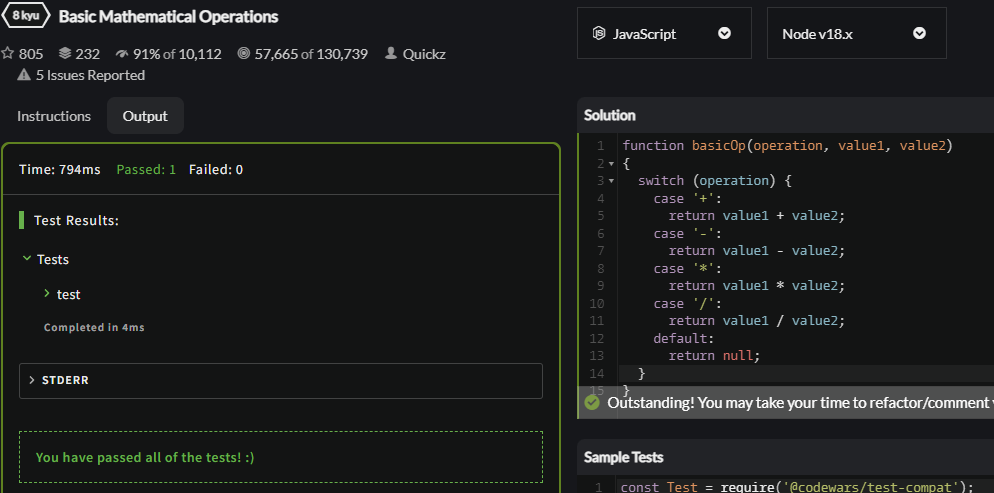 8 kyu Basic Mathematical Operations
805 232 91% of 10,112 57,665 of 130,739 Quickz
5 Issues Reported
Instructions Output
Time: 794ms Passed: 1 Failed: 0
Test Results:
Tests
test
Completed in 4ms
STDERR
You have passed all of the tests! :)
JavaScript
Node v18.x
Solution
1 function basicOp(operation, value1, value2)
2 {
3 switch (operation) {
4 case '+':
5 return value1 + value2;
6 case '-':
7 return value1 - value2;
8 case '*':
9 return value1 * value2;
10 case '/':
11 return value1 / value2;
12 default:
13 return null;
14 }
15 }
Outstanding! You may take your time to refactor/comment
Sample Tests
1 const Test = require('@codewars/test-compat');